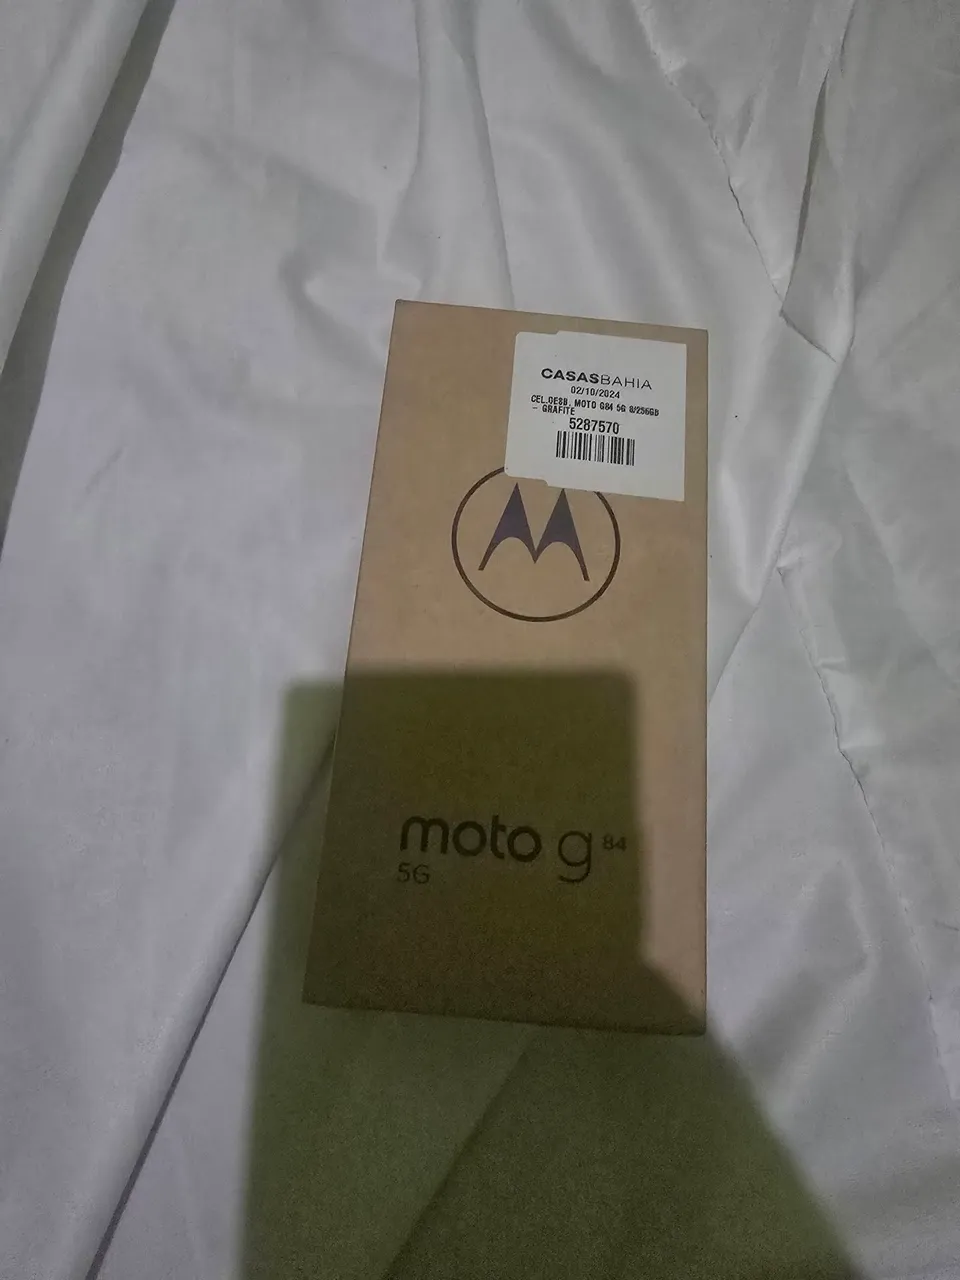 CASASBAHIA
02/10/2024
CEL.DESB. MOTO G84 5G 8/256GB
- GRAFITE
5287570
moto g 84
5G